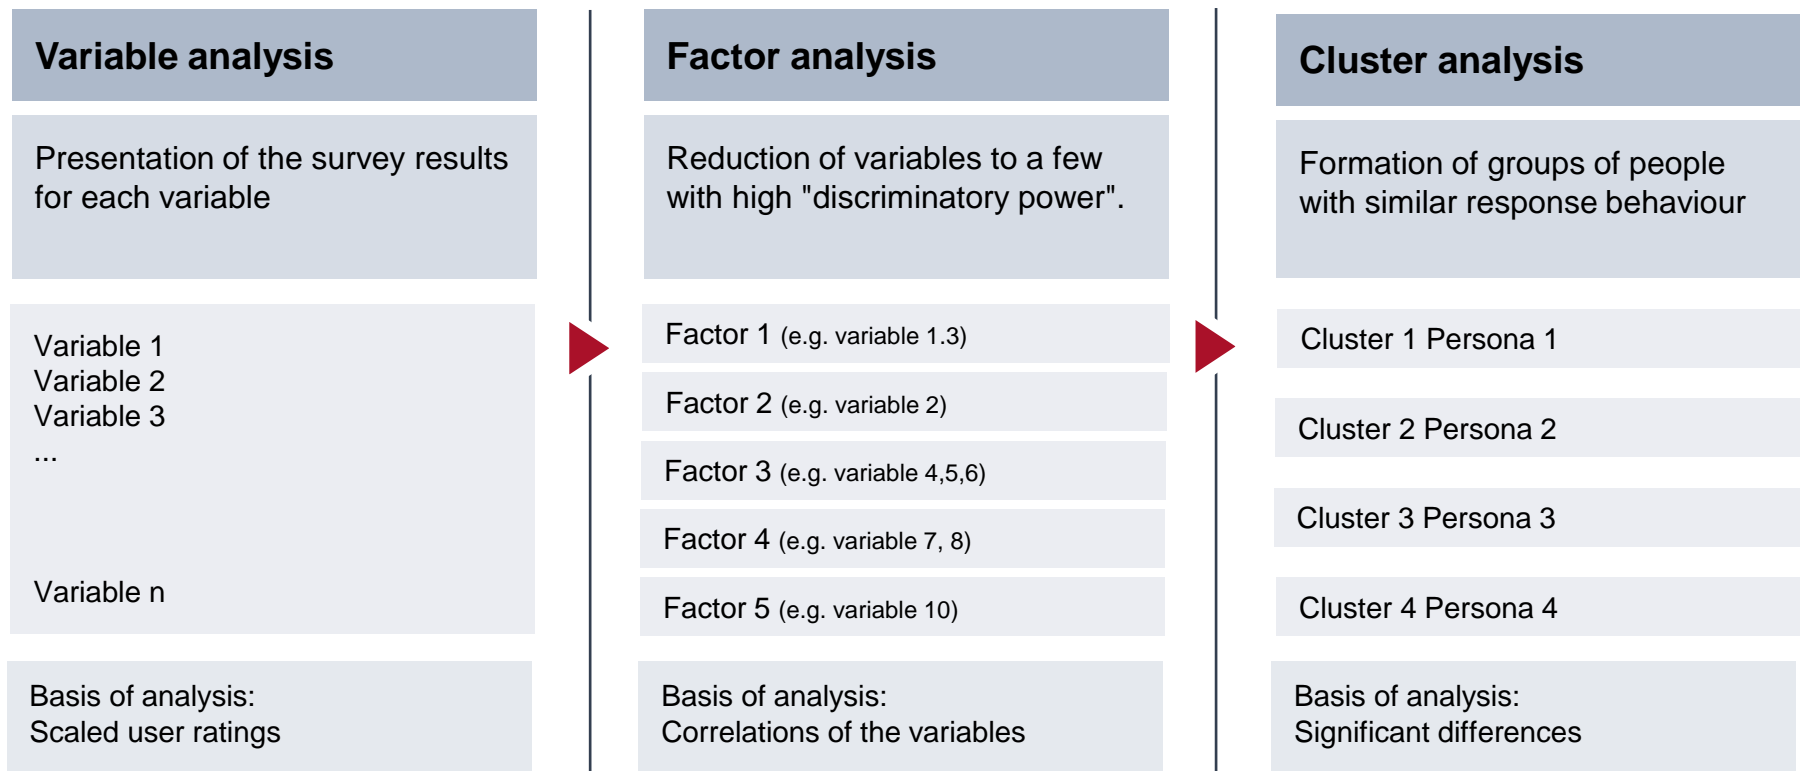 Variable analysis
Presentation of the survey results
for each variable
Variable 1
Variable 2
Variable 3
...
Variable n
Basis of analysis:
Scaled user ratings
Factor analysis
Reduction of variables to a few
with high "discriminatory power".
Factor 1 (e.g. variable 1.3)
Factor 2 (e.g. variable 2)
Factor 3 (e.g. variable 4,5,6)
Factor 4 (e.g. variable 7, 8)
Factor 5 (e.g. variable 10)
Basis of analysis:
Correlations of the variables
Cluster analysis
Formation of groups of people
with similar response behaviour
Cluster 1 Persona 1
Cluster 2 Persona 2
Cluster 3 Persona 3
Cluster 4 Persona 4
Basis of analysis:
Significant differences